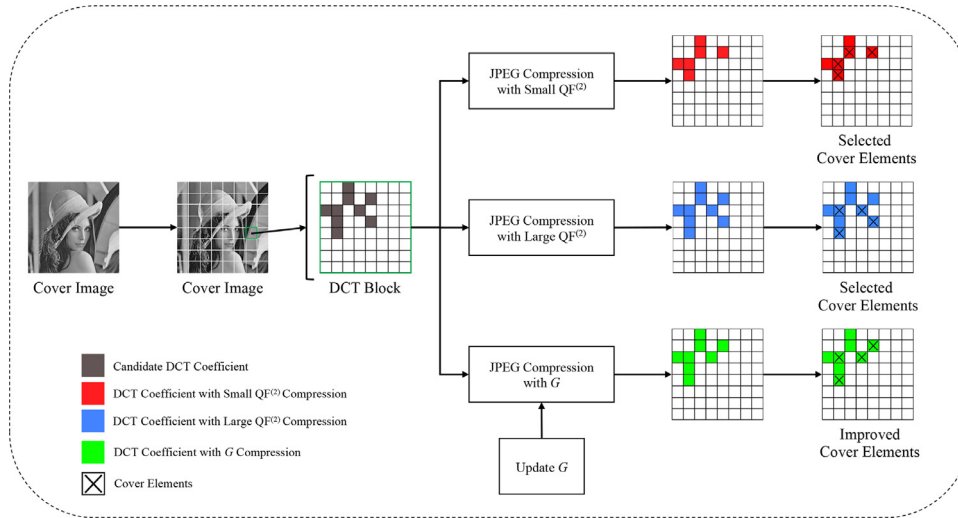 JPEG Compression
with Small QF(2)
Selected
Cover Elements
Cover Image
Cover Image
DCT Block
JPEG Compression
with Large QF(2)
Selected
Cover Elements
Candidate DCT Coefficient
DCT Coefficient with Small QF(2) Compression
DCT Coefficient with Large QF(2) Compression
DCT Coefficient with G Compression
Cover Elements
JPEG Compression
with G
Update G
Improved
Cover Elements